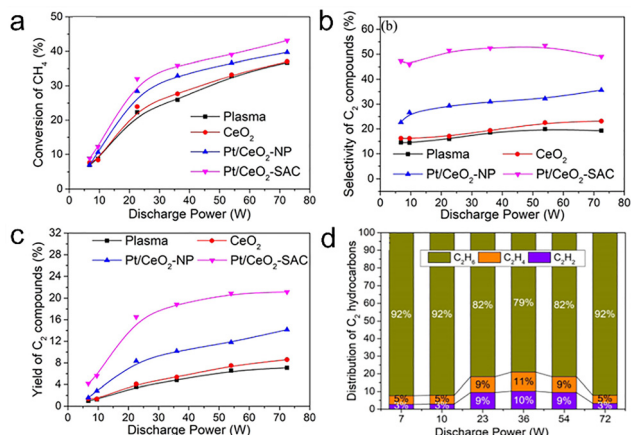 a
50
40
30
20
10
0
Conversion of CH4 (%)
0 10 20 30 40 50 60 70 80
Discharge Power (W)
Plasma
CeO2
Pt/CeO2-NP
Pt/CeO2-SAC
b
(b)
60
50
40
30
20
10
0
Selectivity of C2 compounds (%)
Plasma
CeO2
Pt/CeO2-NP
Pt/CeO2-SAC
0 10 20 30 40 50 60 70 80
Discharge Power (W)
c
32
28
24
20
16
12
8
4
0
Yield of C2 compounds (%)
Plasma
CeO2
Pt/CeO2-NP
Pt/CeO2-SAC
0 10 20 30 40 50 60 70 80
Discharge Power (W)
d
100
90
80
70
60
50
40
30
20
10
0
Distribution of C2 hydrocarbons (%)
C2H6 C2H4 C2H2
92% 92% 82% 79% 82% 92%
5% 5% 9% 11% 9% 5%
3% 3% 9% 10% 9% 3%
7 10 23 36 54 72
Discharge Power (W)